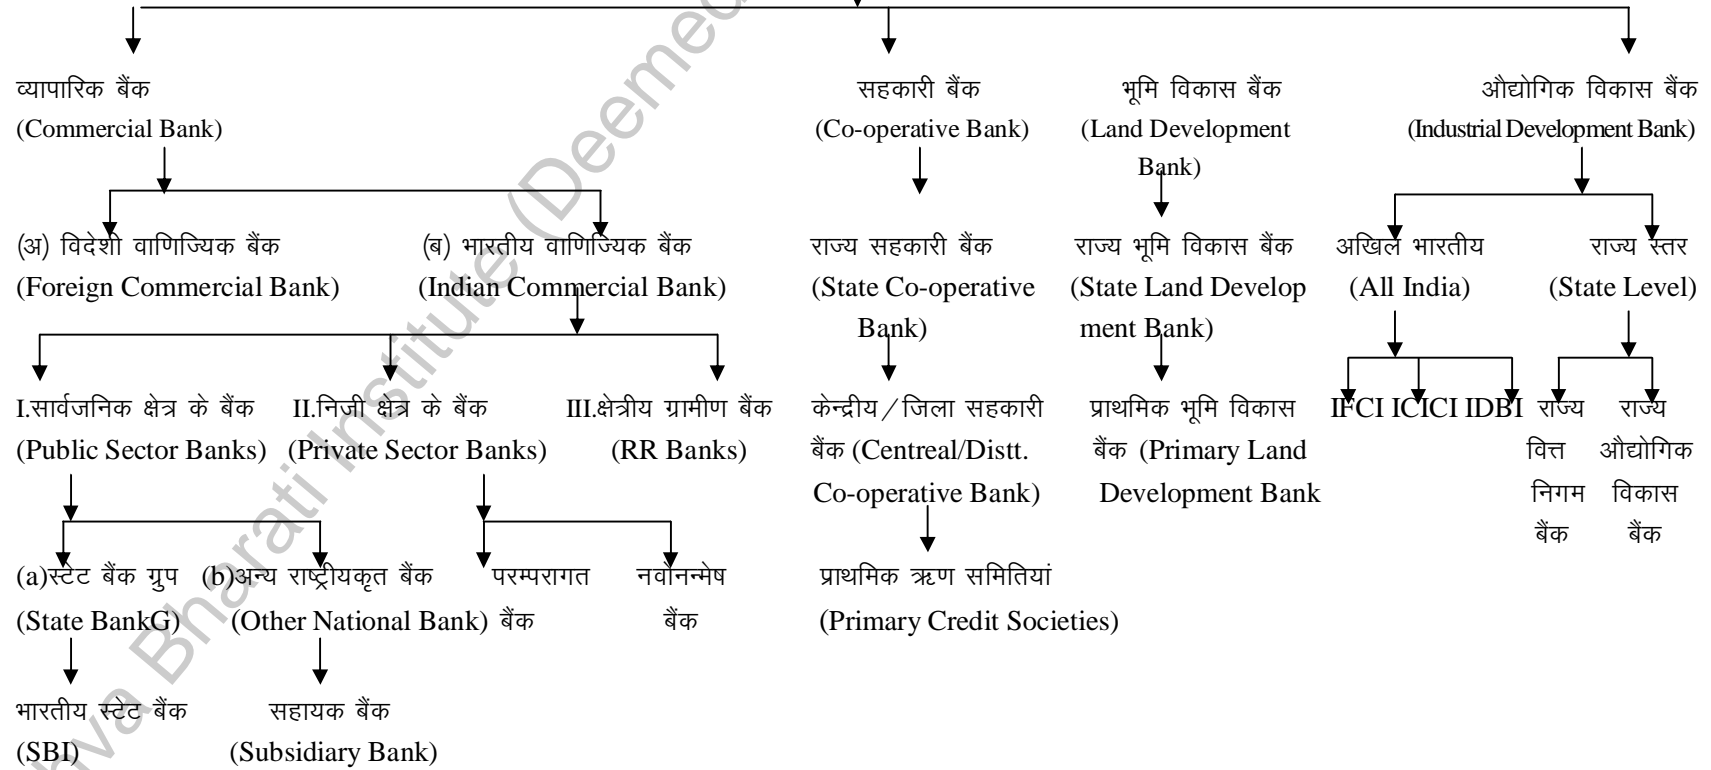 व्यापारिक बैंक सहकारी बैंक भूमि विकास बैंक औद्योगिक विकास बैंक
(Commercial Bank) (Co-operative Bank) (Land Development (Industrial Development Bank)
Bank)
(अ) विदेशी वाणिज्यिक बैंक (ब) भारतीय वाणिज्यिक बैंक राज्य सहकारी बैंक राज्य भूमि विकास बैंक अखिल भारतीय राज्य स्तर
(Foreign Commercial Bank) (Indian Commercial Bank) (State Co-operative (State Land Develop (All India) (State Level)
Bank) ment Bank)
I.सार्वजनिक क्षेत्र के बैंक II.निजी क्षेत्र के बैंक III.क्षेत्रीय ग्रामीण बैंक केन्द्रीय/जिला सहकारी प्राथमिक भूमि विकास IFCI ICICI IDBI राज्य राज्य
(Public Sector Banks) (Private Sector Banks) (RR Banks) बैंक (Centreal/Distt. बैंक (Primary Land वित्त औद्योगिक
Co-operative Bank) Development Bank निगम विकास
बैंक बैंक
(a)स्टेट बैंक ग्रुप (b)अन्य राष्ट्रीयकृत बैंक परम्परागत नवीनन्मेष प्राथमिक ऋण समितियां
(State BankG) (Other National Bank) बैंक बैंक (Primary Credit Societies)
भारतीय स्टेट बैंक सहायक बैंक
(SBI) (Subsidiary Bank)
Bharati Institute (Deemed